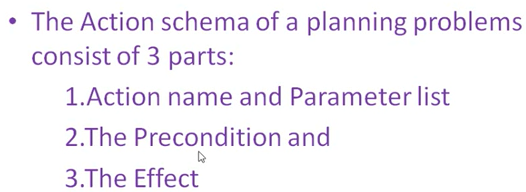 • The Action schema of a planning problems
consist of 3 parts:
1.Action name and Parameter list
2.The Precondition and
3.The Effect